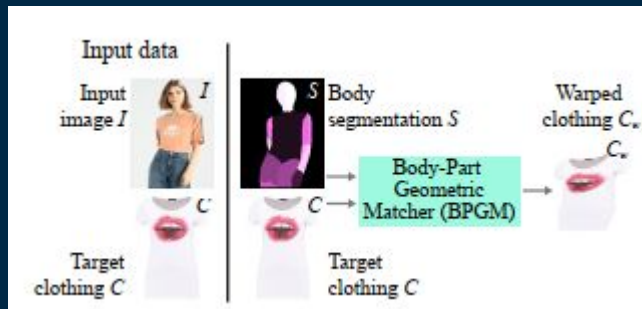 Input data
Input
image I
I
Target
clothing C
C
S
Body
segmentation S
C
Target
clothing C
Body-Part
Geometric
Matcher (BPGM)
Warped
clothing Cw
Cw